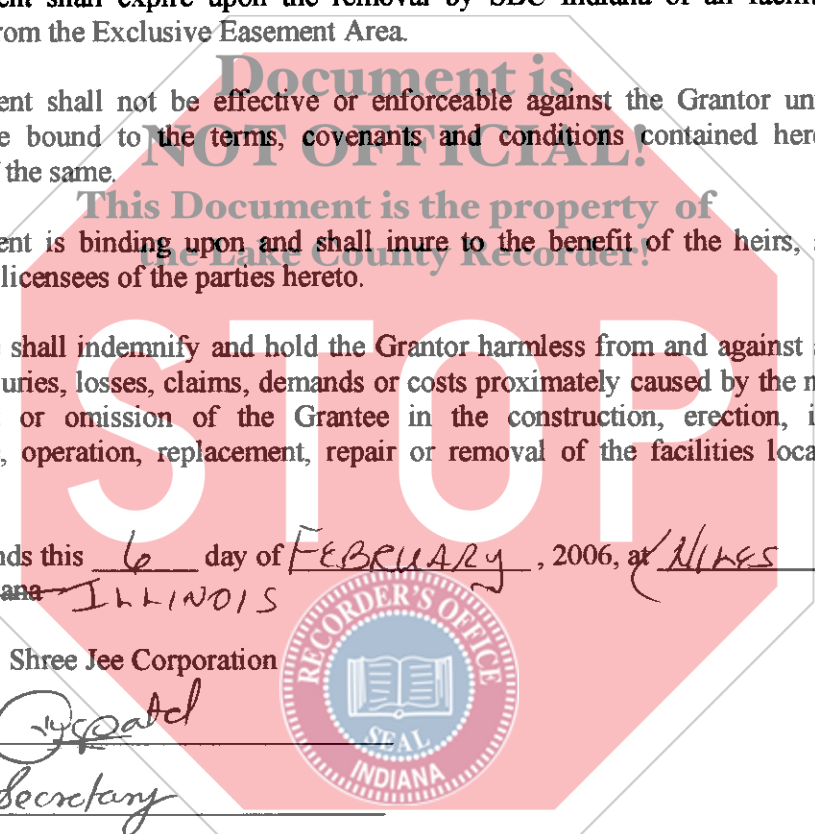 ent shall expire upon the removal by SBC Indiana of all facilit
rom the Exclusive Easement Area.
Document is
ent shall not be effective or enforceable against the Grantor un
NOT OFFICIAL!
e bound to the terms, covenants and conditions contained here
f the same.
This Document is the property of
ent is binding upon and shall inure to the benefit of the heirs,
the Lake County Recorder!
licensees of the parties hereto.
STOP
shall indemnify and hold the Grantor harmless from and against
uries, losses, claims, demands or costs proximately caused by the
or omission of the Grantee in the construction, erection, i
, operation, replacement, repair or removal of the facilities loca
nds this 6 day of FEBRUARY, 2006, at NILES
ana ILLINOIS
Shree Jee Corporation
Secretary
RECORDER'S OFFICE
SEAL
INDIANA